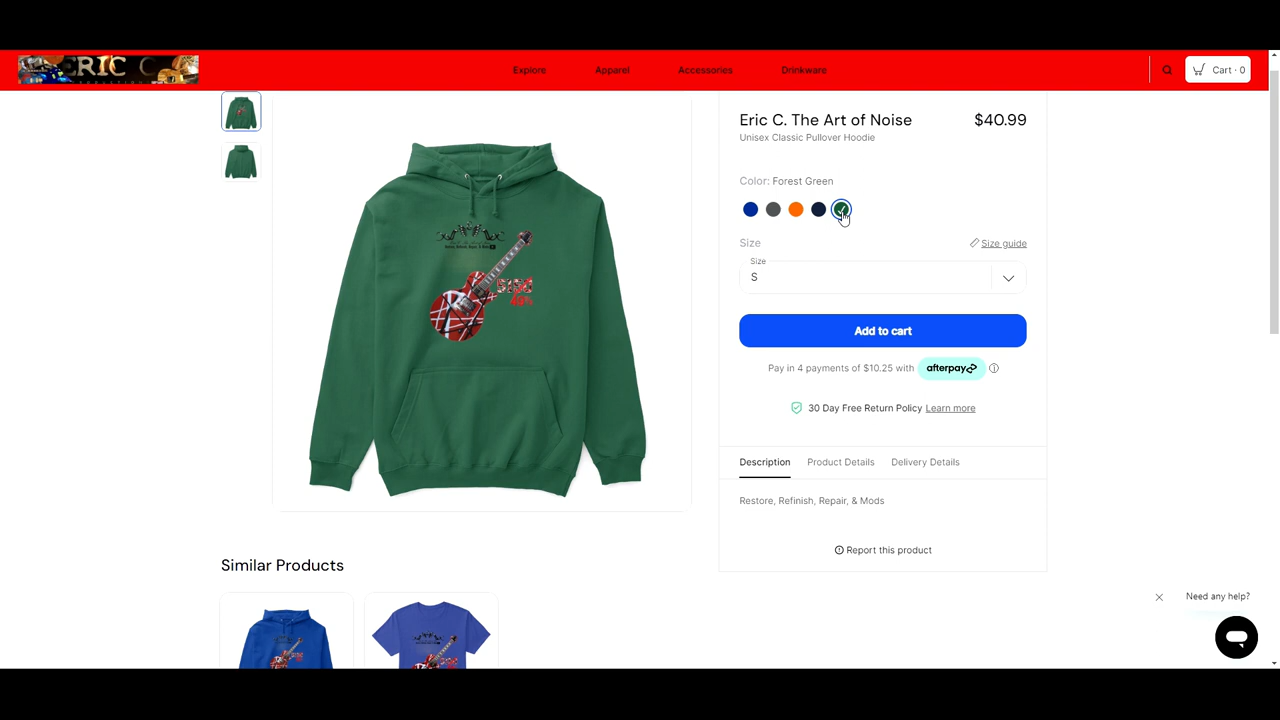 ERIC C
Explore
Apparel
Accessories
Drinkware
Cart · 0
Eric C. The Art of Noise
$40.99
Unisex Classic Pullover Hoodie
Color: Forest Green
Size
Size guide
Size
S
Add to cart
Pay in 4 payments of $10.25 with afterpay
30 Day Free Return Policy Learn more
Description
Product Details
Delivery Details
Restore, Refinish, Repair, & Mods
Report this product
Similar Products
Need any help?